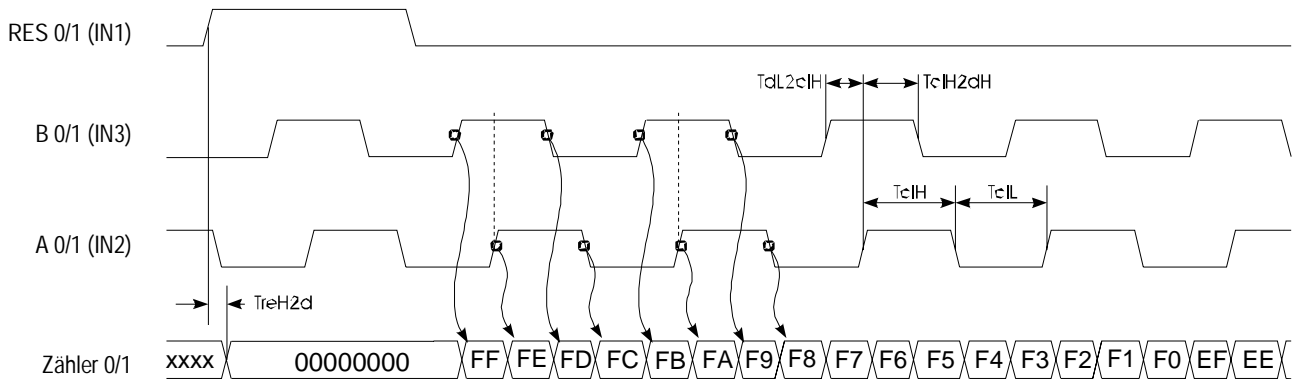 RES 0/1 (IN1)
TdL2clH TclH2dH
B 0/1 (IN3)
TclH TclL
A 0/1 (IN2)
TreH2d
Zähler 0/1 xxxx 00000000 FF FE FD FC FB FA F9 F8 F7 F6 F5 F4 F3 F2 F1 F0 EF EE